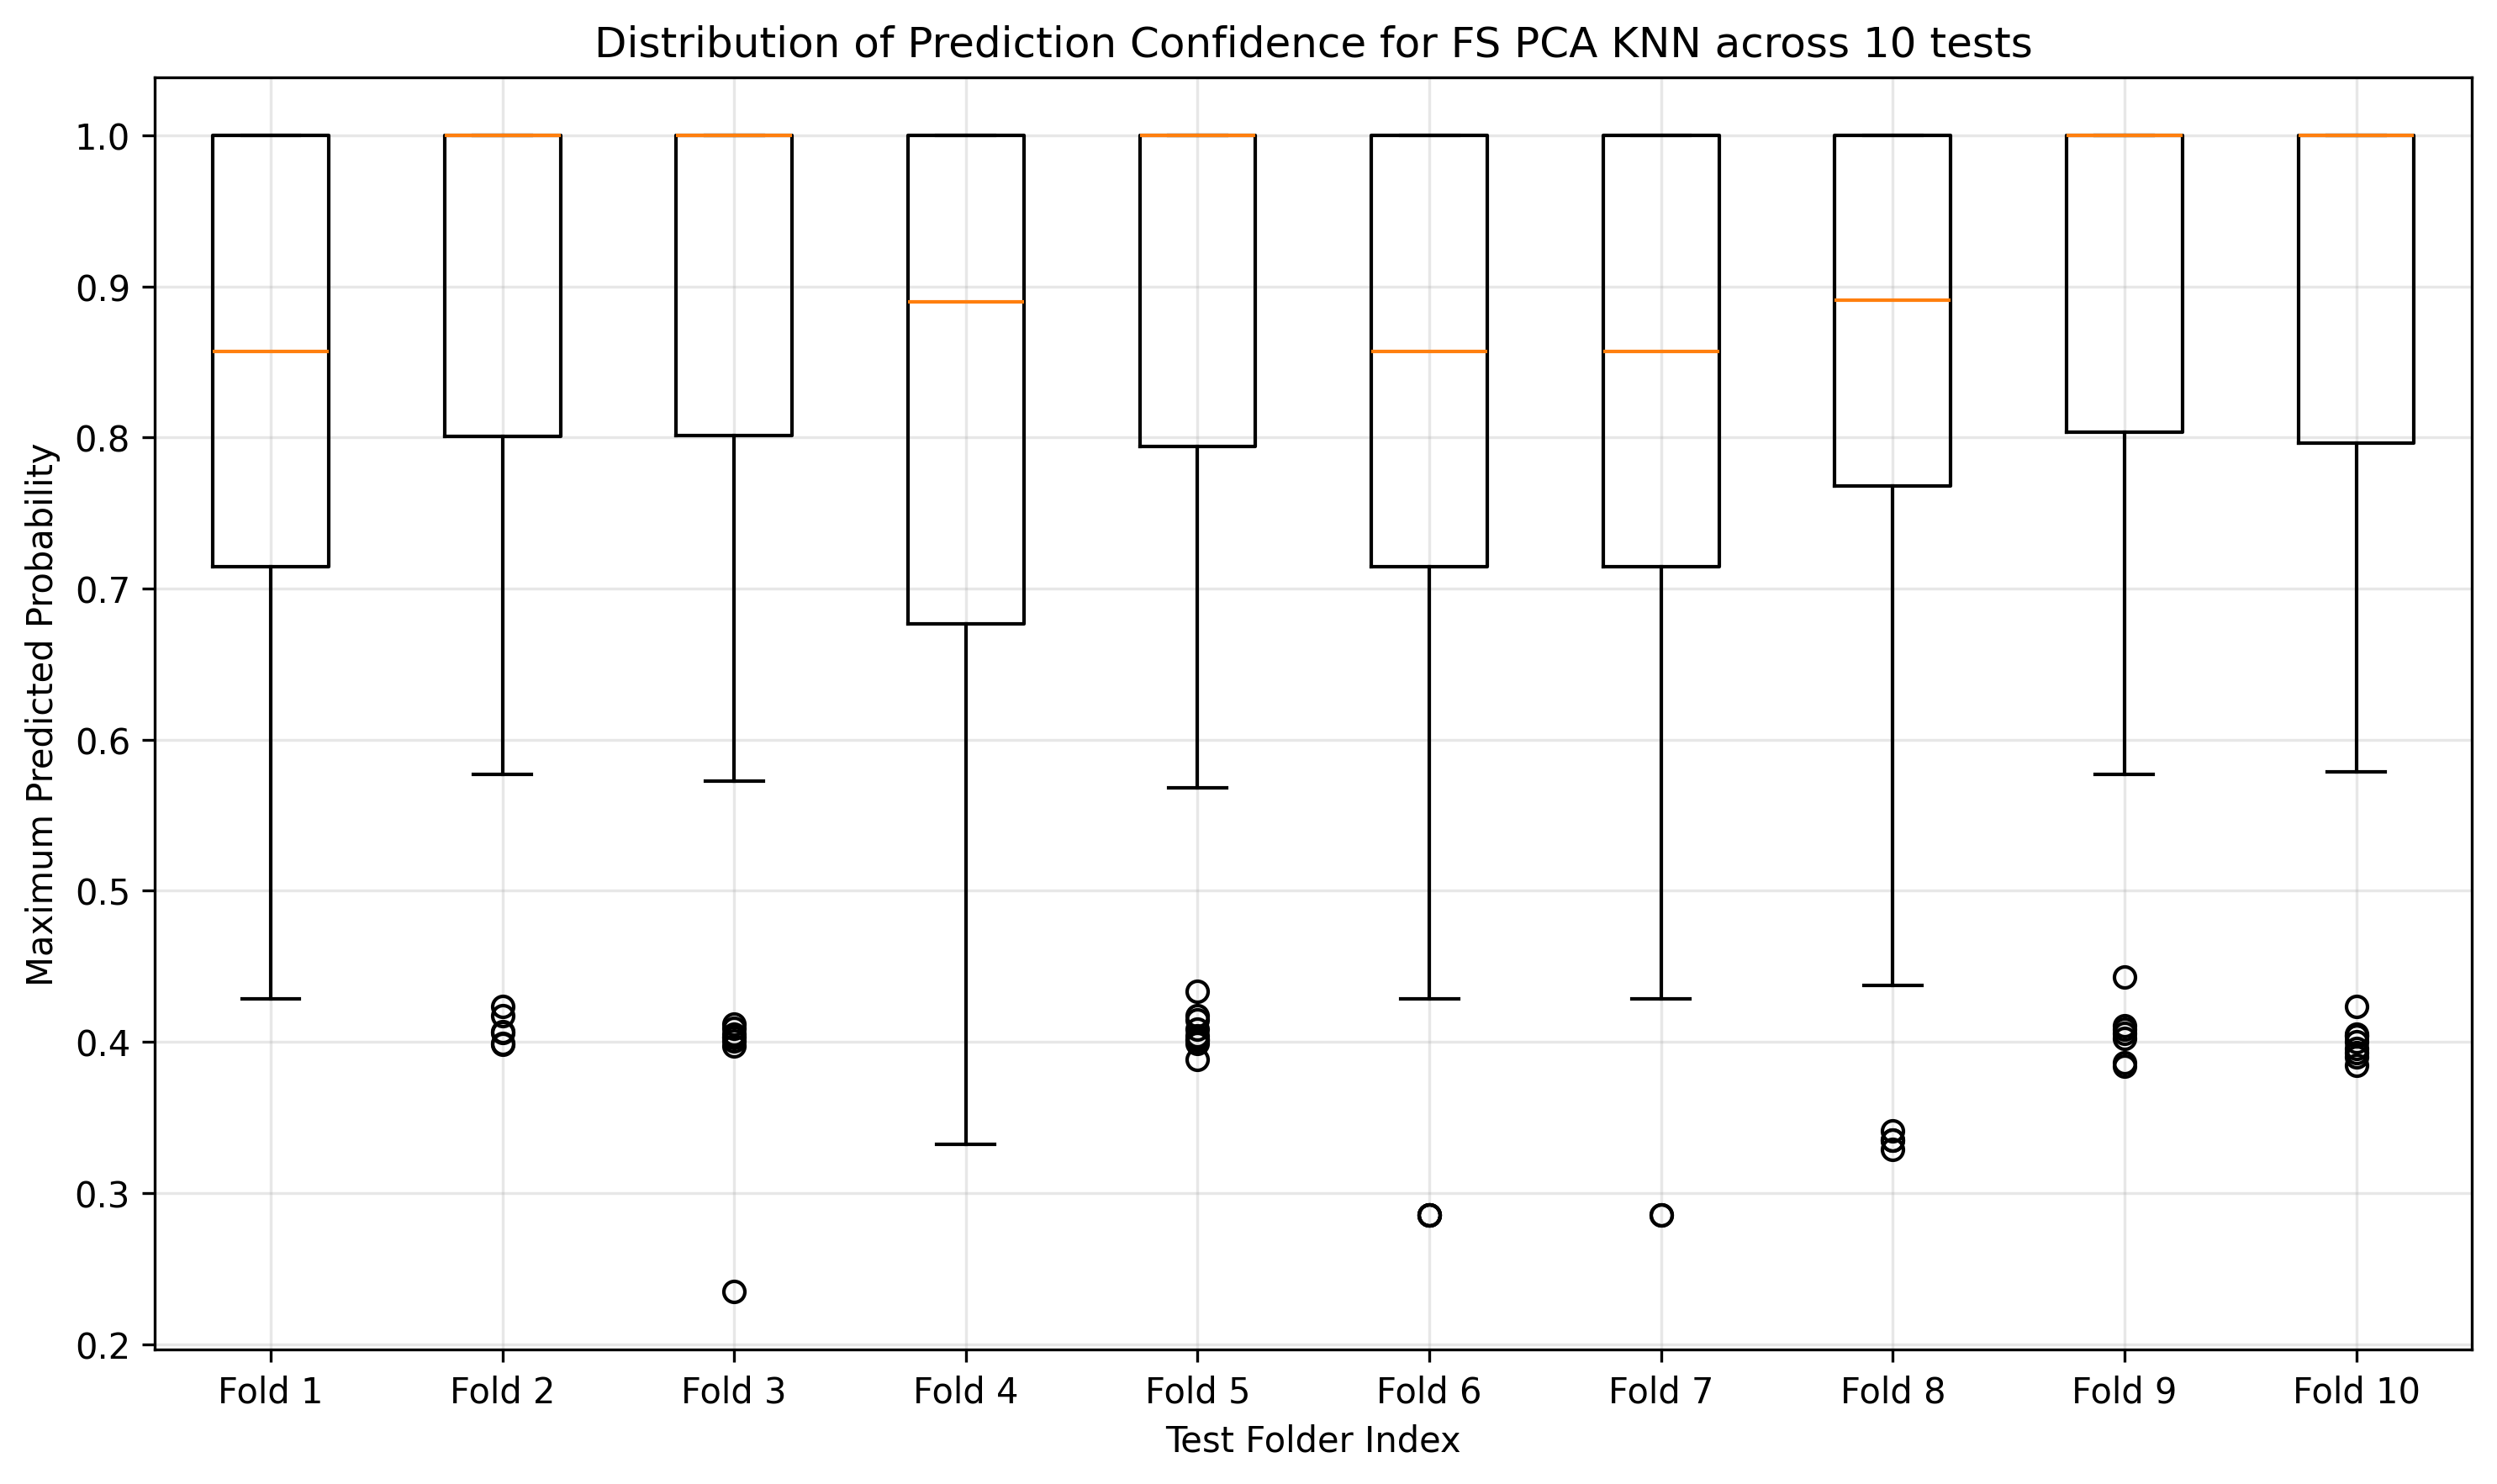 Distribution of Prediction Confidence for FS PCA KNN across 10 tests
Maximum Predicted Probability
1.0
0.9
0.8
0.7
0.6
0.5
0.4
0.3
0.2
Fold 1 Fold 2 Fold 3 Fold 4 Fold 5 Fold 6 Fold 7 Fold 8 Fold 9 Fold 10
Test Folder Index